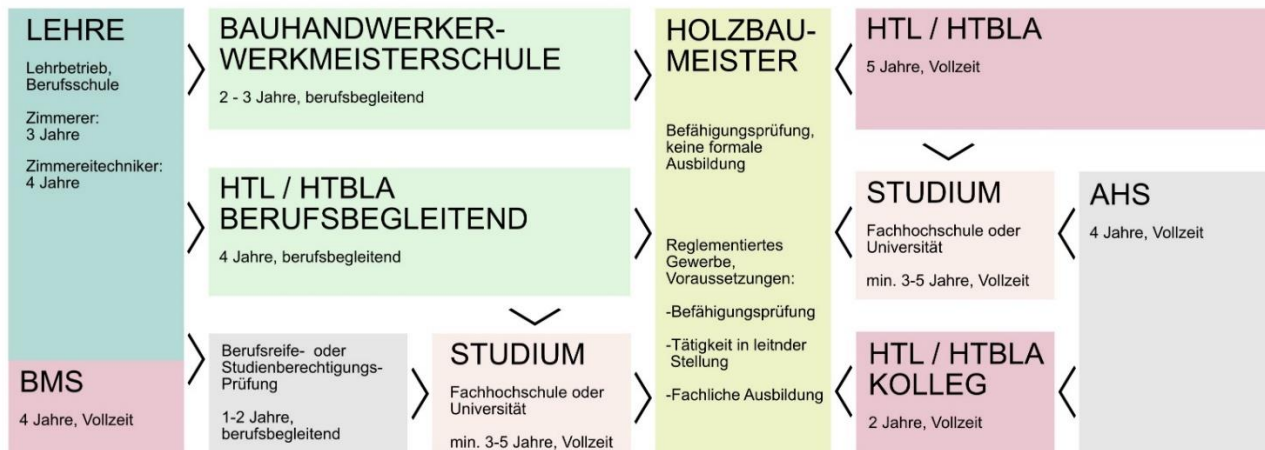 LEHRE
Lehrbetrieb,
Berufsschule
Zimmerer:
3 Jahre
Zimmereitechniker:
4 Jahre
BMS
4 Jahre, Vollzeit
BAUHANDWERKER-
WERKMEISTERSCHULE
2 - 3 Jahre, berufsbegleitend
HTL / HTBLA
BERUFSBEGLEITEND
4 Jahre, berufsbegleitend
Berufsreife- oder
Studienberechtigungs-
Prüfung
1-2 Jahre,
berufsbegleitend
STUDIUM
Fachhochschule oder
Universität
min. 3-5 Jahre, Vollzeit
HOLZBAU-
MEISTER
Befähigungsprüfung,
keine formale
Ausbildung
Reglementiertes
Gewerbe,
Voraussetzungen:
-Befähigungsprüfung
-Tätigkeit in leitnder
Stellung
-Fachliche Ausbildung
HTL / HTBLA
5 Jahre, Vollzeit
STUDIUM
Fachhochschule oder
Universität
min. 3-5 Jahre, Vollzeit
AHS
4 Jahre, Vollzeit
HTL / HTBLA
KOLLEG
2 Jahre, Vollzeit